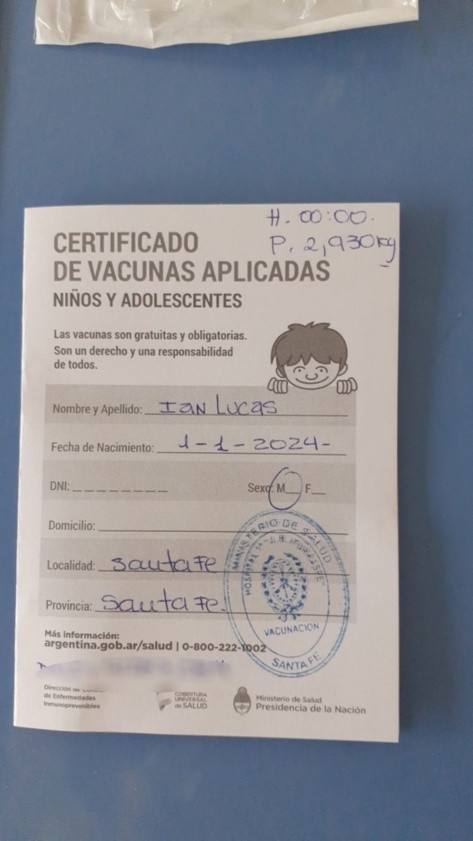 H. 00:00.
P. 2,930kg
CERTIFICADO
DE VACUNAS APLICADAS
NIÑOS Y ADOLESCENTES
Las vacunas son gratuitas y obligatorias.
Son un derecho y una responsabilidad
de todos.
Nombre y Apellido: Ian Lucas
Fecha de Nacimiento: 1-1-2024-
DNI: Sexo: M F
Domicilio:
Localidad: Santa Fe
Provincia: Santa Fe.
MINISTERIO DE SALUD
HOSPITAL
VACUNACION
SANTA FE
Más información:
argentina.gob.ar/salud | 0-800-222-1002
Dirección de Control
de Enfermedades
Inmunoprevenibles
COBERTURA
UNIVERSAL
de SALUD
Ministerio de Salud
Presidencia de la Nación